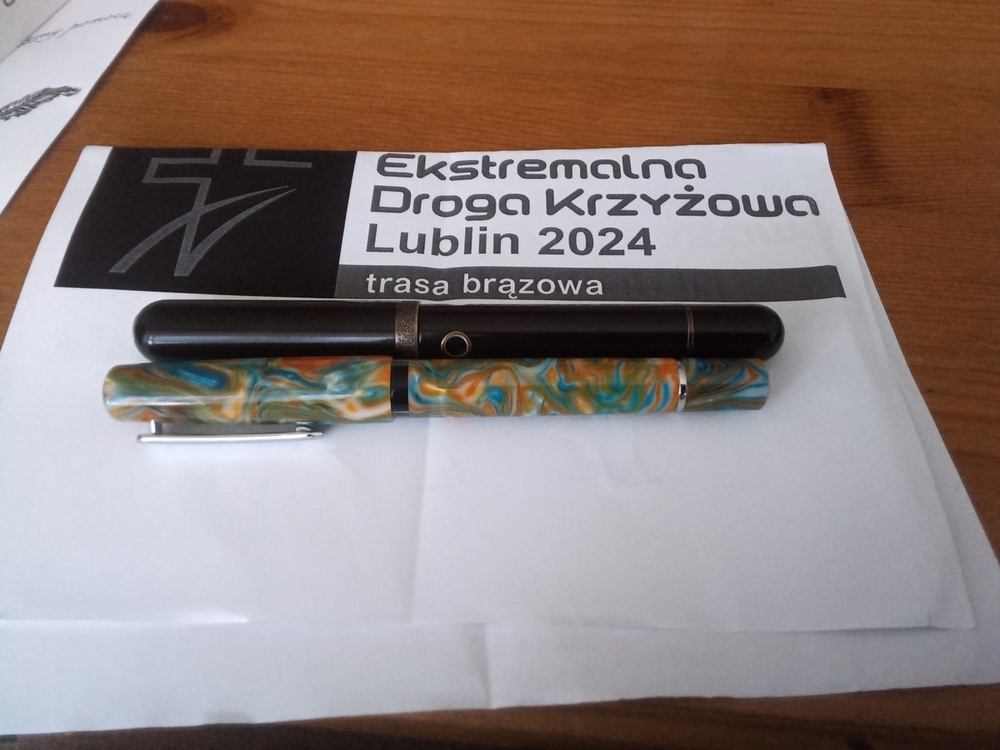 Ekstremalna
Droga Krzyżowa
Lublin 2024
trasa brązowa